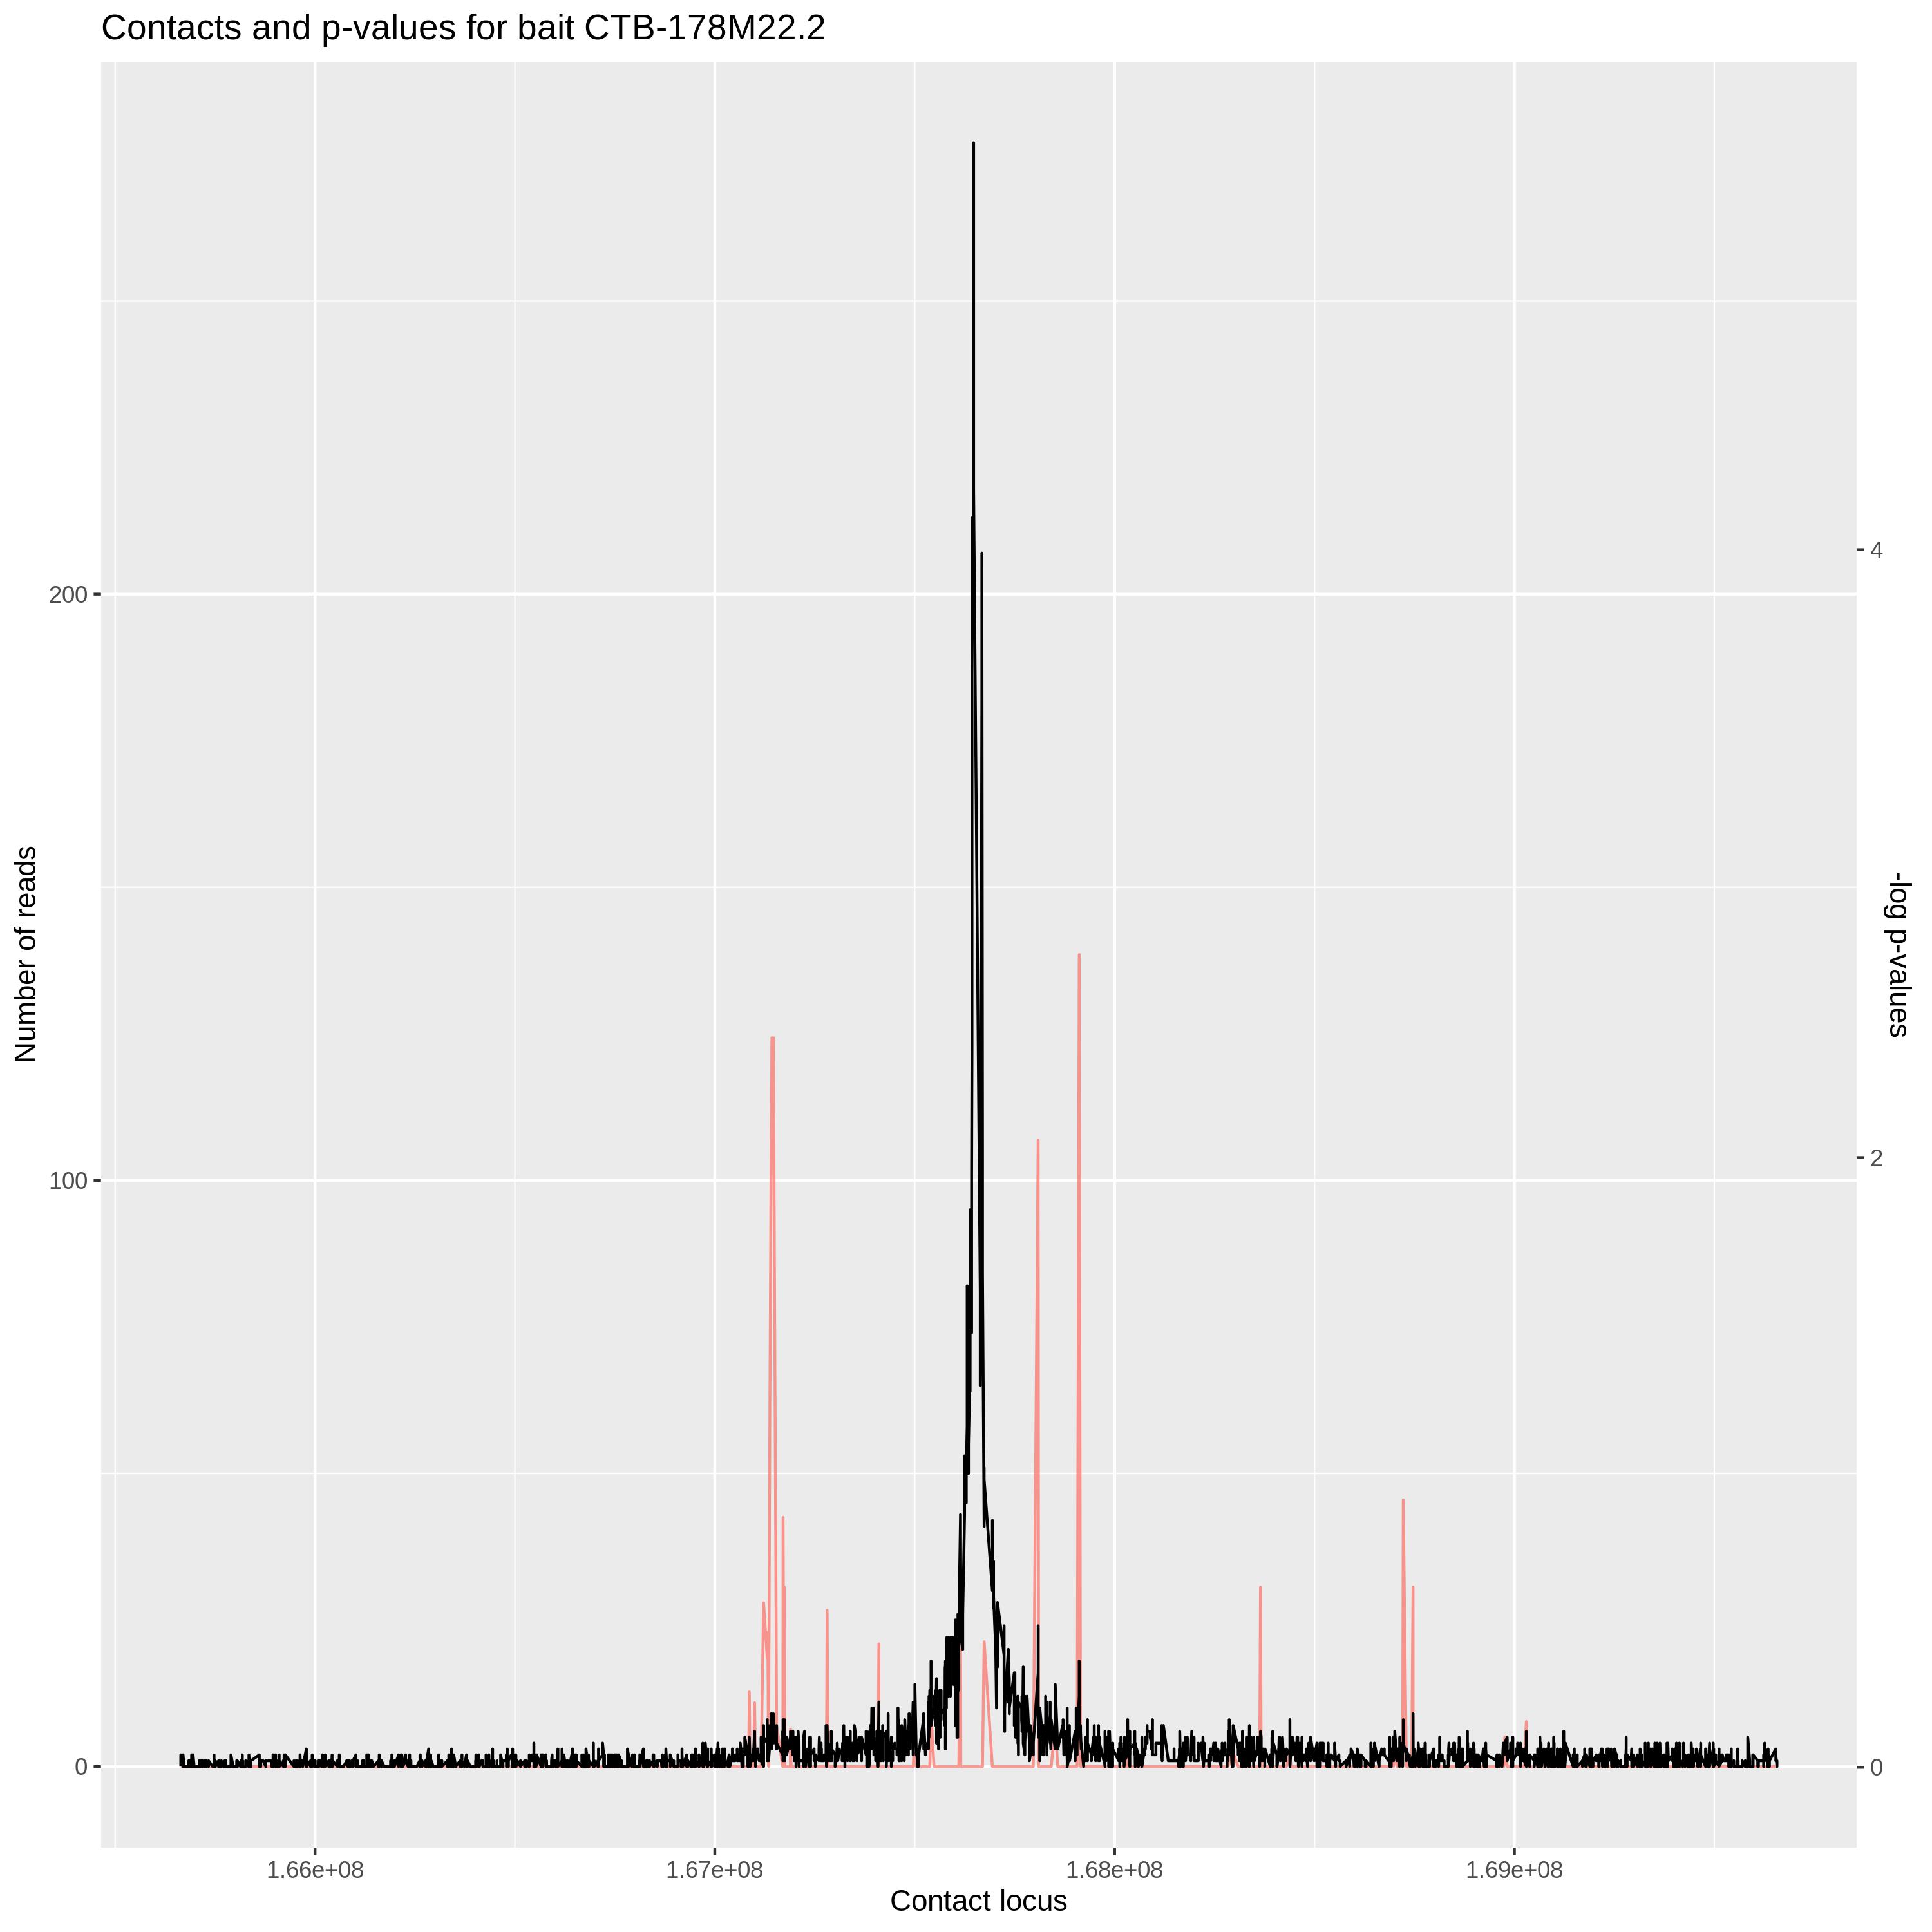 Contacts and p-values for bait CTB-178M22.2
Number of reads
200
100
0
4
2
0
-log p-values
1.66e+08
1.67e+08
1.68e+08
1.69e+08
Contact locus